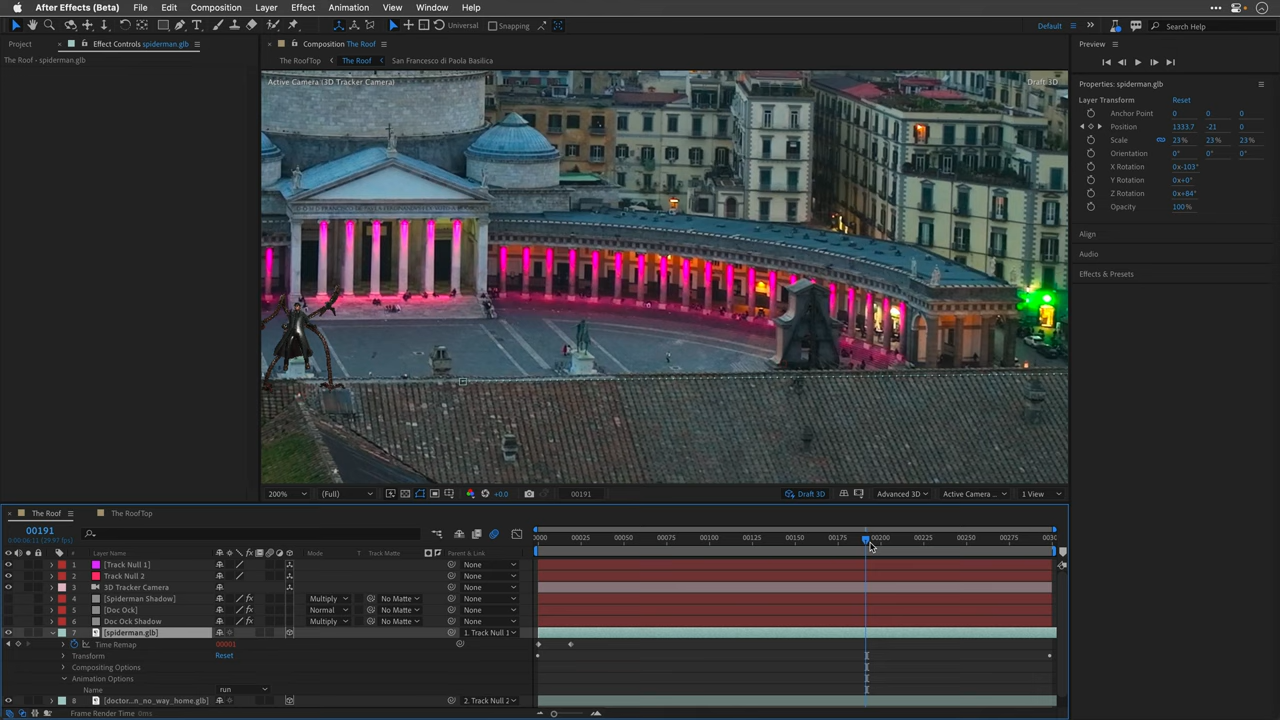 After Effects (Beta) File Edit Composition Layer Effect Animation View Window Help
Universal Snapping Default Search Help
Project Effect Controls spiderman.glb Composition The Roof Preview
The Roof - spiderman.glb
The RoofTop The Roof San Francesco di Paola Basilica
Active Camera (3D Tracker Camera) Draft 3D
Properties: spiderman.glb
Layer Transform Reset
Anchor Point 0 0 0
Position 1333.7 -21 0
Scale 23% 23% 23%
Orientation 0° 0° 0°
X Rotation 0x-103°
Y Rotation 0x+0°
Z Rotation 0x+84°
Opacity 100%
Align
Audio
Effects & Presets
200% (Full) +0.0 00191 Draft 3D Advanced 3D Active Camera ... 1 View
The Roof The RoofTop
00191
0:00:06:11 (29.97 fps)
0000 00025 00050 00075 00100 00125 00150 00175 00200 00225 00250 00275 0030
Layer Name Mode Track Matte Parent & Link
1 [Track Null 1] None
2 Track Null 2 None
3 3D Tracker Camera None
4 [Spiderman Shadow] Multiply No Matte None
5 [Doc Ock] Normal No Matte None
6 Doc Ock Shadow Multiply No Matte None
7 [spiderman.glb] 1. Track Null 1
Time Remap 00001
Transform Reset
Compositing Options
Animation Options
Name run
8 [doctor...n_no_way_home.glb] 2. Track Null 2
Frame Render Time 0ms